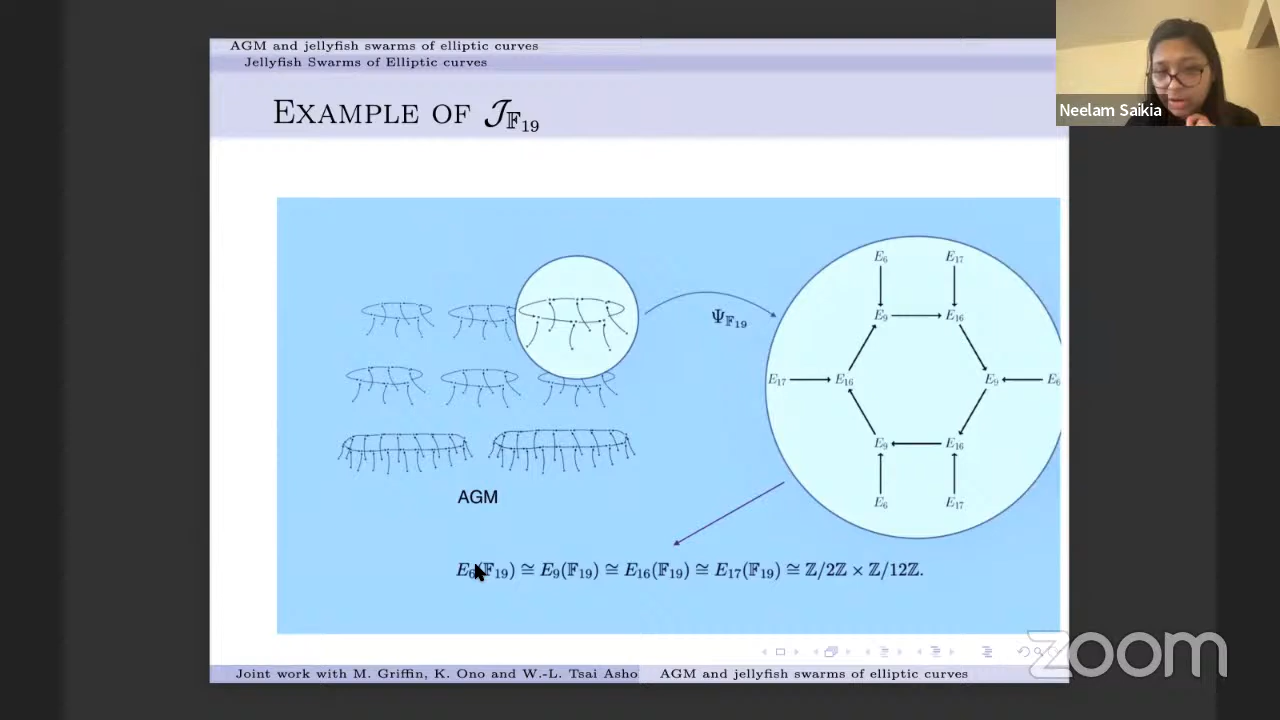 AGM and jellyfish swarms of elliptic curves
Jellyfish Swarms of Elliptic curves
Neelam Saikia
EXAMPLE OF 𝒥_𝔽₁₉
Ψ_𝔽₁₉
E₆ E₁₇
E₉ E₁₆
E₁₇ E₁₆ E₉ E₆
E₉ E₁₆
E₆ E₁₇
AGM
E₆(𝔽₁₉) ≅ E₉(𝔽₁₉) ≅ E₁₆(𝔽₁₉) ≅ E₁₇(𝔽₁₉) ≅ ℤ/2ℤ × ℤ/12ℤ.
Joint work with M. Griffin, K. Ono and W.-L. Tsai Asho
AGM and jellyfish swarms of elliptic curves
zoom